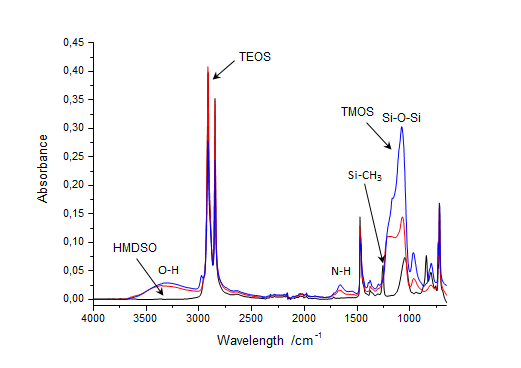 0,45
0,40
0,35
0,30
0,25
0,20
0,15
0,10
0,05
0,00
Absorbance
TEOS
TMOS
Si-O-Si
Si-CH₃
HMDSO
O-H
N-H
4000 3500 3000 2500 2000 1500 1000
Wavelength /cm⁻¹